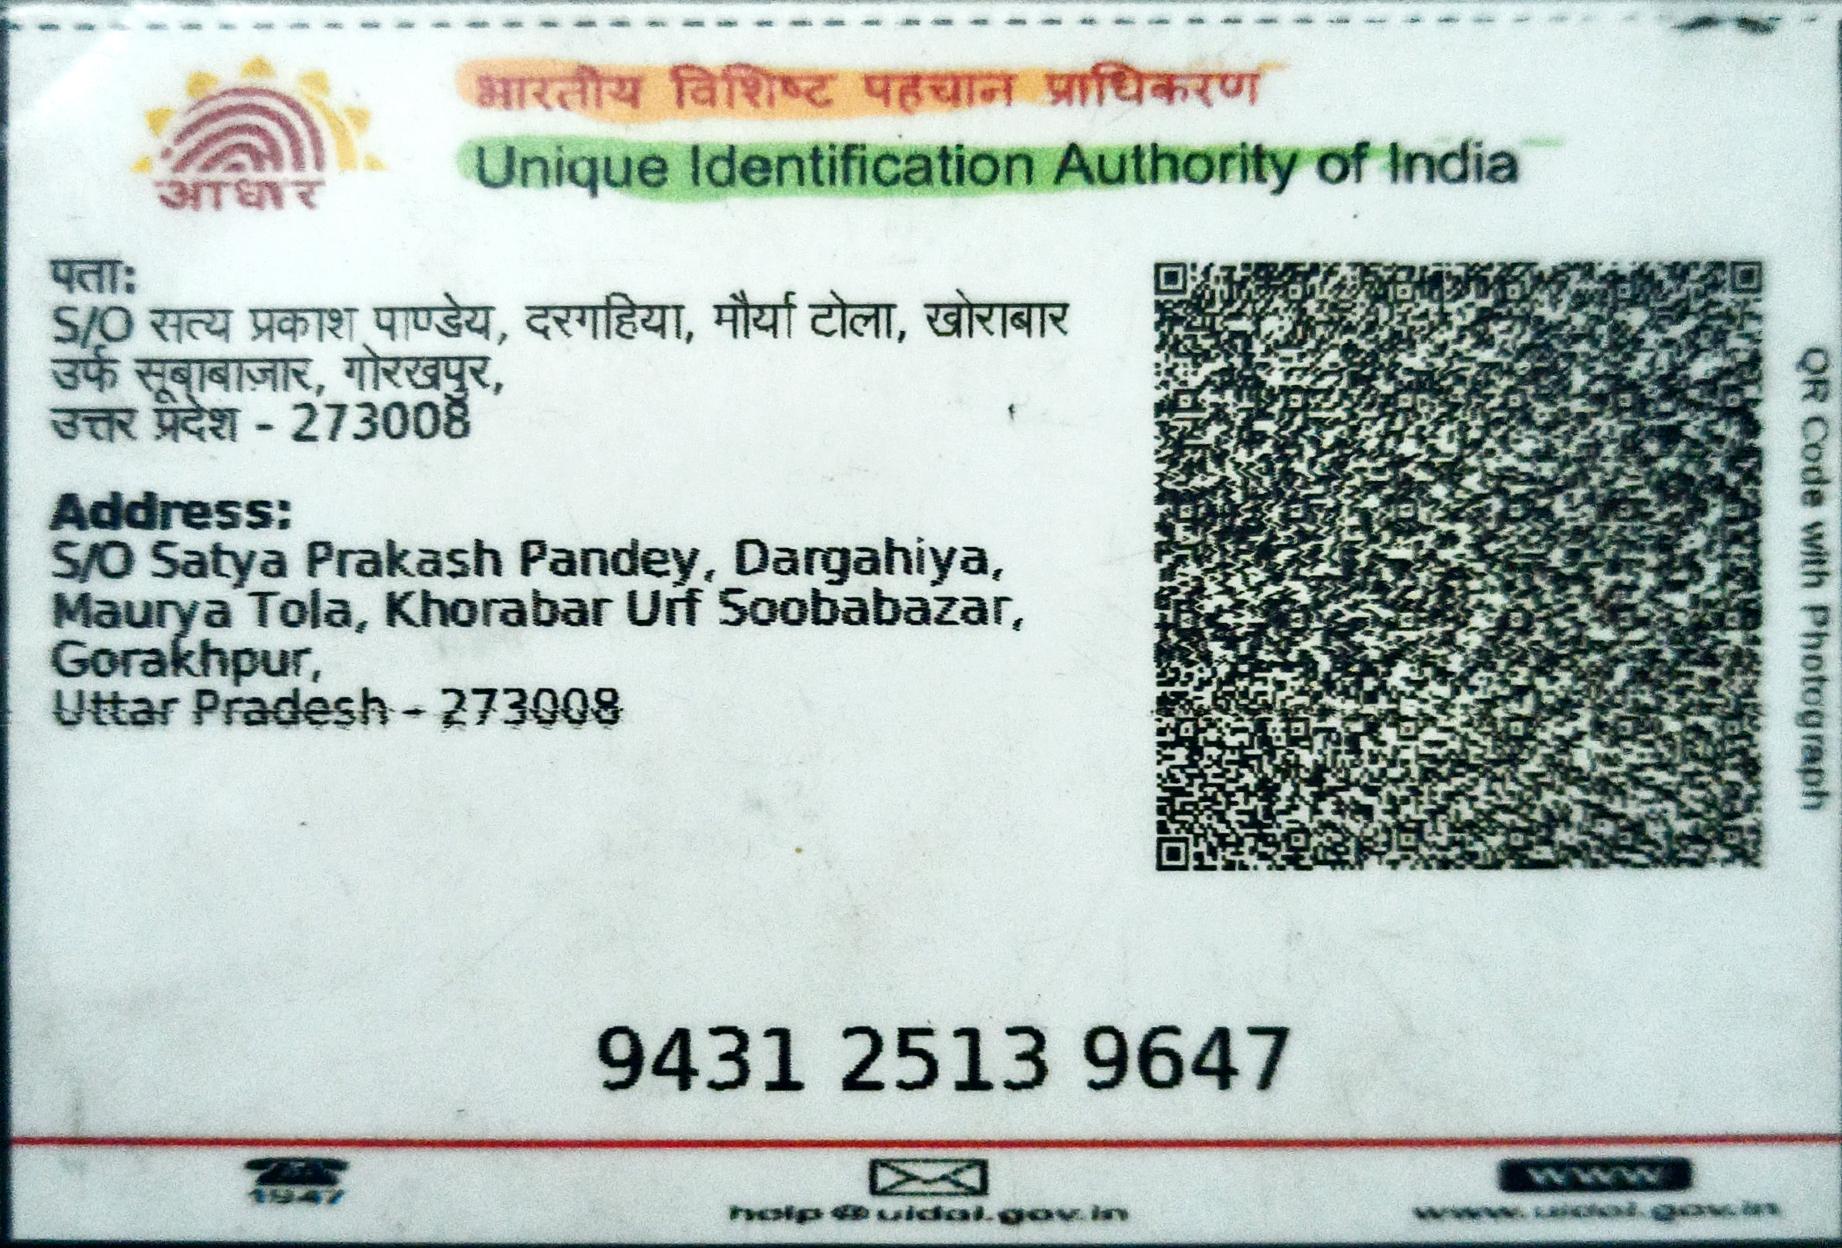 भारतीय विशिष्ट पहचान प्राधिकरण
Unique Identification Authority of India
आधार
पता:
S/O सत्य प्रकाश पाण्डेय, दरगहिया, मौर्या टोला, खोराबार
उर्फ सूबाबाज़ार, गोरखपुर,
उत्तर प्रदेश - 273008
Address:
S/O Satya Prakash Pandey, Dargahiya,
Maurya Tola, Khorabar Urf Soobabazar,
Gorakhpur,
Uttar Pradesh - 273008
QR Code with Photograph
9431 2513 9647
1947
help@uidai.gov.in
www
www.uidai.gov.in